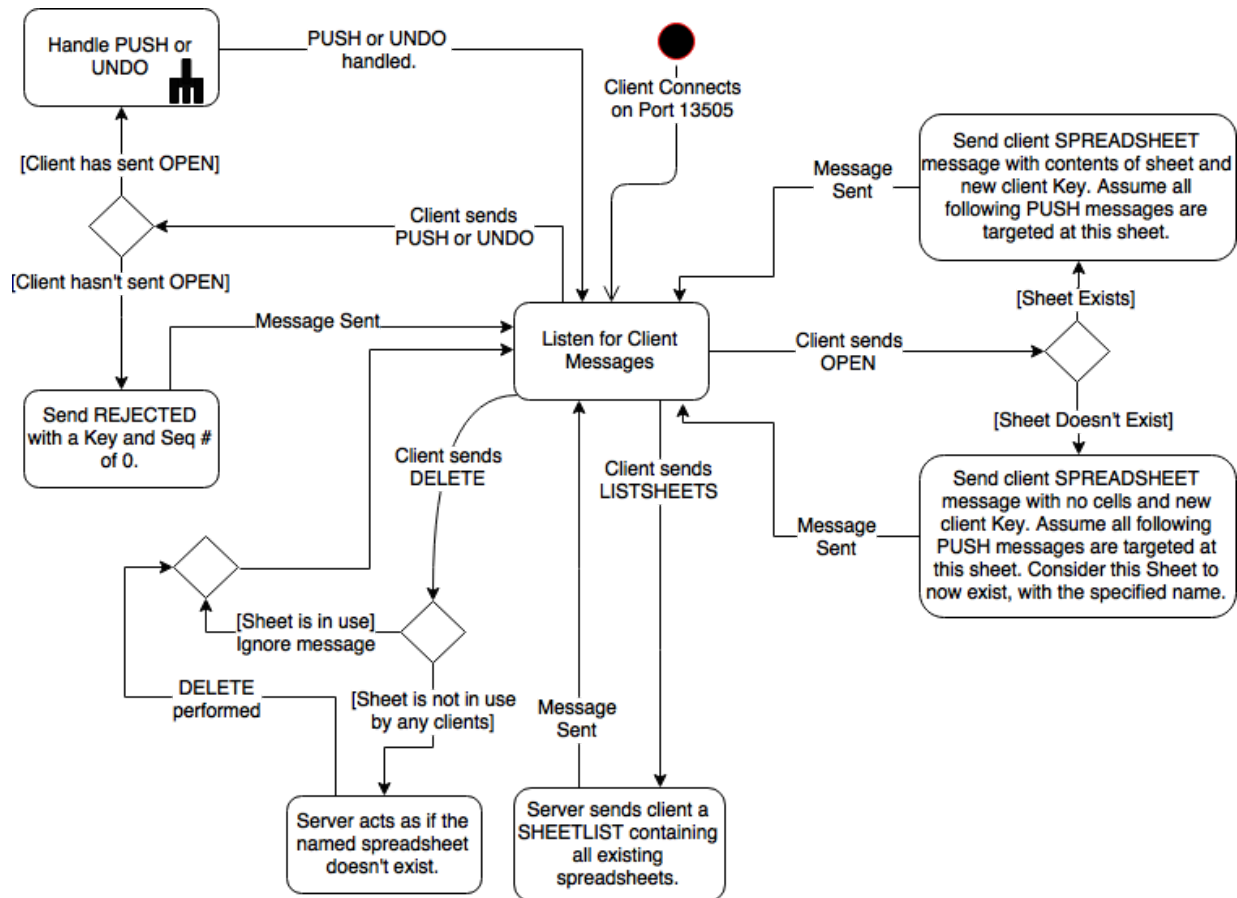 Handle PUSH or
UNDO
PUSH or UNDO
handled.
Client Connects
on Port 13505
Send client SPREADSHEET
message with contents of sheet and
new client Key. Assume all
following PUSH messages are
targeted at this sheet.
Message
Sent
[Client has sent OPEN]
Client sends
PUSH or UNDO
[Client hasn't sent OPEN]
[Sheet Exists]
Message Sent
Listen for Client
Messages
Client sends
OPEN
Send REJECTED
with a Key and Seq #
of 0.
[Sheet Doesn't Exist]
Client sends
DELETE
Client sends
LISTSHEETS
Send client SPREADSHEET
message with no cells and new
client Key. Assume all following
PUSH messages are targeted at
this sheet. Consider this Sheet to
now exist, with the specified name.
Message
Sent
[Sheet is in use]
Ignore message
DELETE
performed
[Sheet is not in use
by any clients]
Message
Sent
Server acts as if the
named spreadsheet
doesn't exist.
Server sends client a
SHEETLIST containing
all existing
spreadsheets.